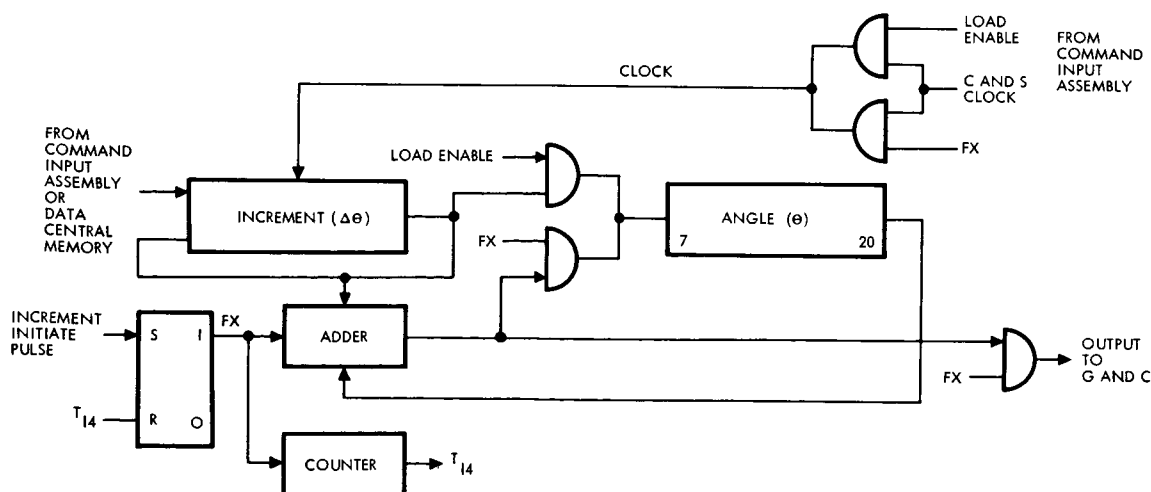 LOAD
ENABLE
FROM
COMMAND
INPUT
ASSEMBLY
CLOCK
C AND S
CLOCK
FROM
COMMAND
INPUT
ASSEMBLY
OR
DATA
CENTRAL
MEMORY
LOAD ENABLE
FX
INCREMENT (Δθ)
ANGLE (θ)
7
20
FX
INCREMENT
INITIATE
PULSE
S
I
FX
ADDER
OUTPUT
TO
G AND C
FX
T14
R
O
COUNTER
T14